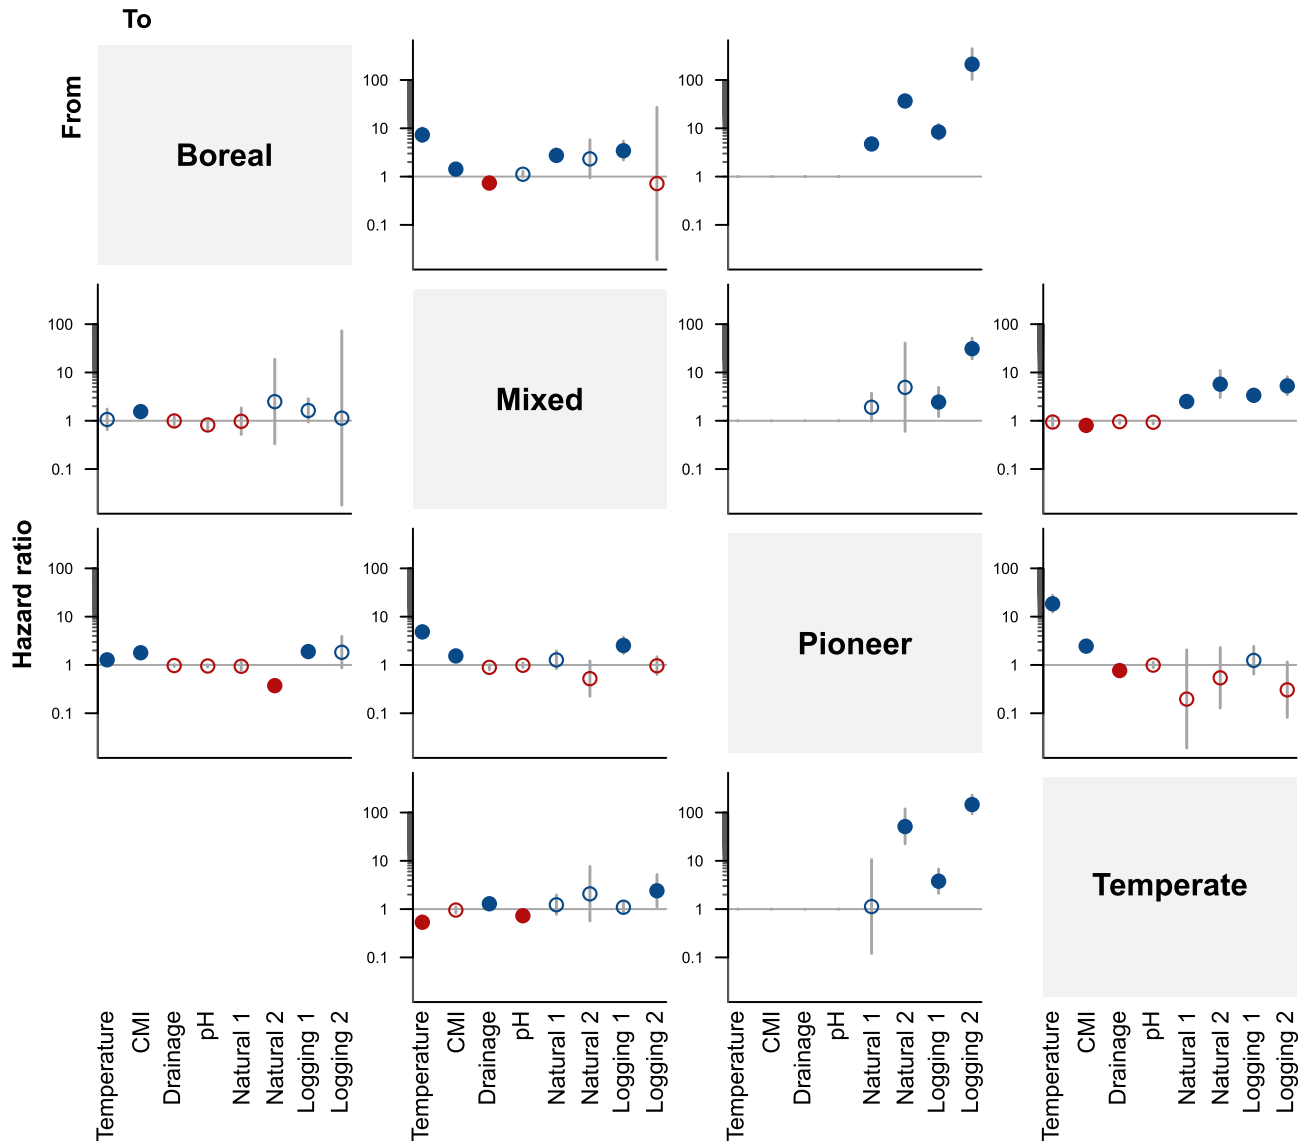 To
From
Hazard ratio
Boreal
100
10
1
0.1
100
10
1
0.1
100
10
1
0.1
Mixed
100
10
1
0.1
100
10
1
0.1
100
10
1
0.1
100
10
1
0.1
Pioneer
100
10
1
0.1
100
10
1
0.1
100
10
1
0.1
Temperate
Temperature
CMI
Drainage
pH
Natural 1
Natural 2
Logging 1
Logging 2
Temperature
CMI
Drainage
pH
Natural 1
Natural 2
Logging 1
Logging 2
Temperature
CMI
Drainage
pH
Natural 1
Natural 2
Logging 1
Logging 2
Temperature
CMI
Drainage
pH
Natural 1
Natural 2
Logging 1
Logging 2